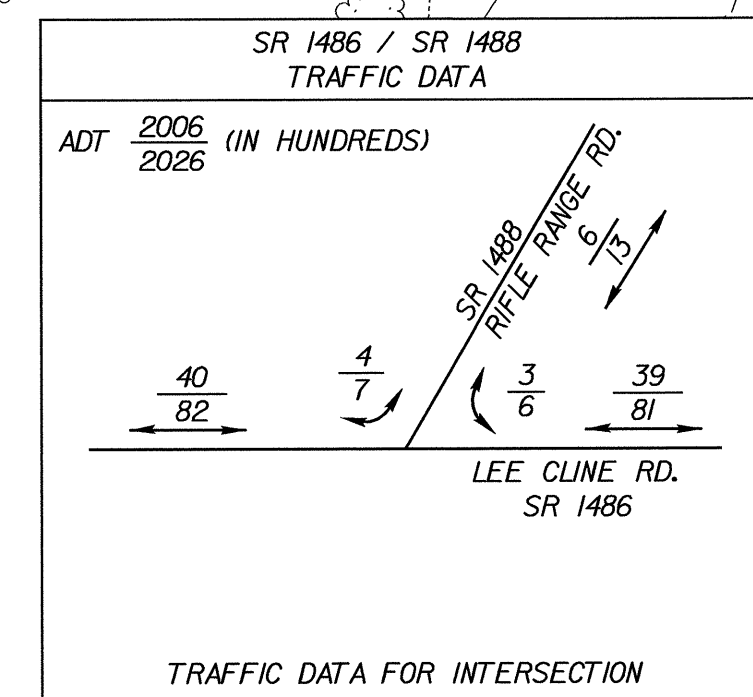 SR 1486 / SR 1488
TRAFFIC DATA
ADT 2006/2026 (IN HUNDREDS)
SR 1488
RIFLE RANGE RD.
6
13
40
82
4
7
3
6
39
81
LEE CLINE RD.
SR 1486
TRAFFIC DATA FOR INTERSECTION